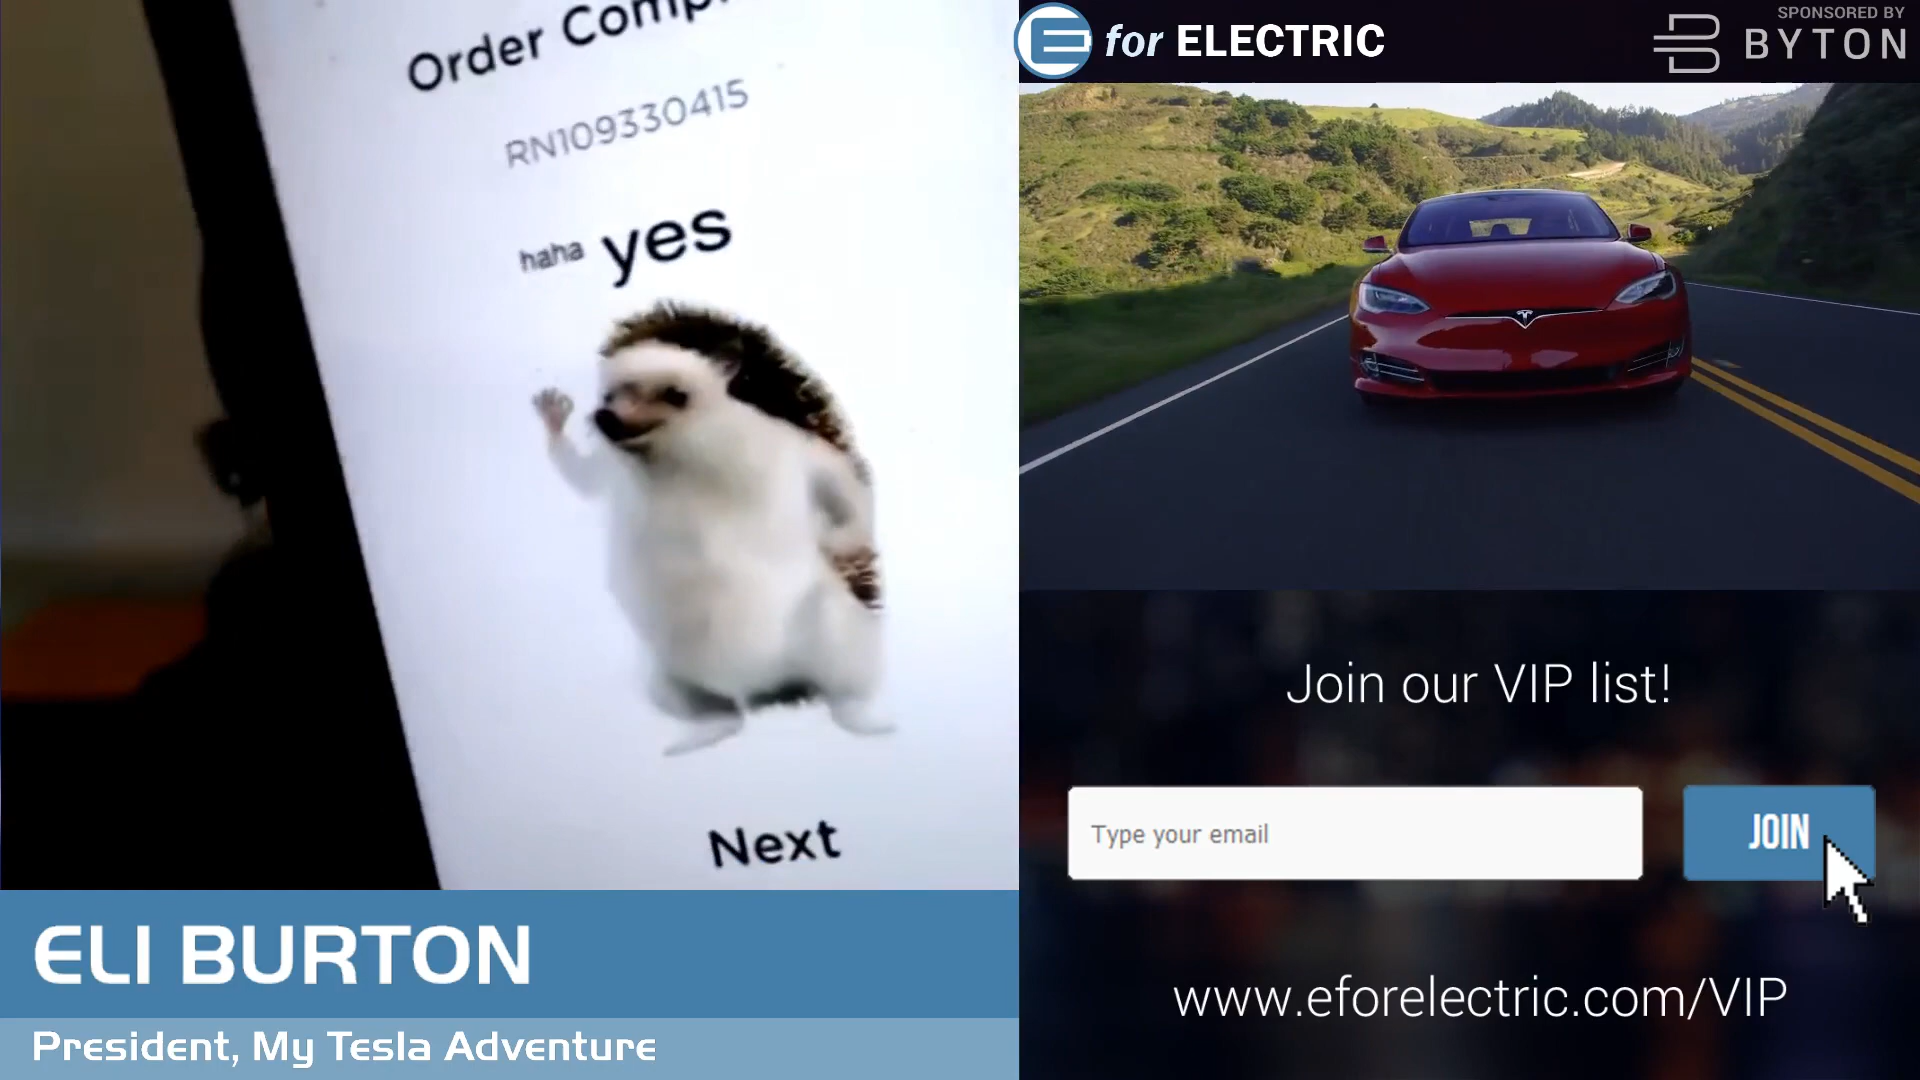 Order Comp
RN109330415
haha yes
Next
ELI BURTON
President, My Tesla Adventure
E for ELECTRIC
SPONSORED BY
BYTON
Join our VIP list!
Type your email
JOIN
www.eforelectric.com/VIP